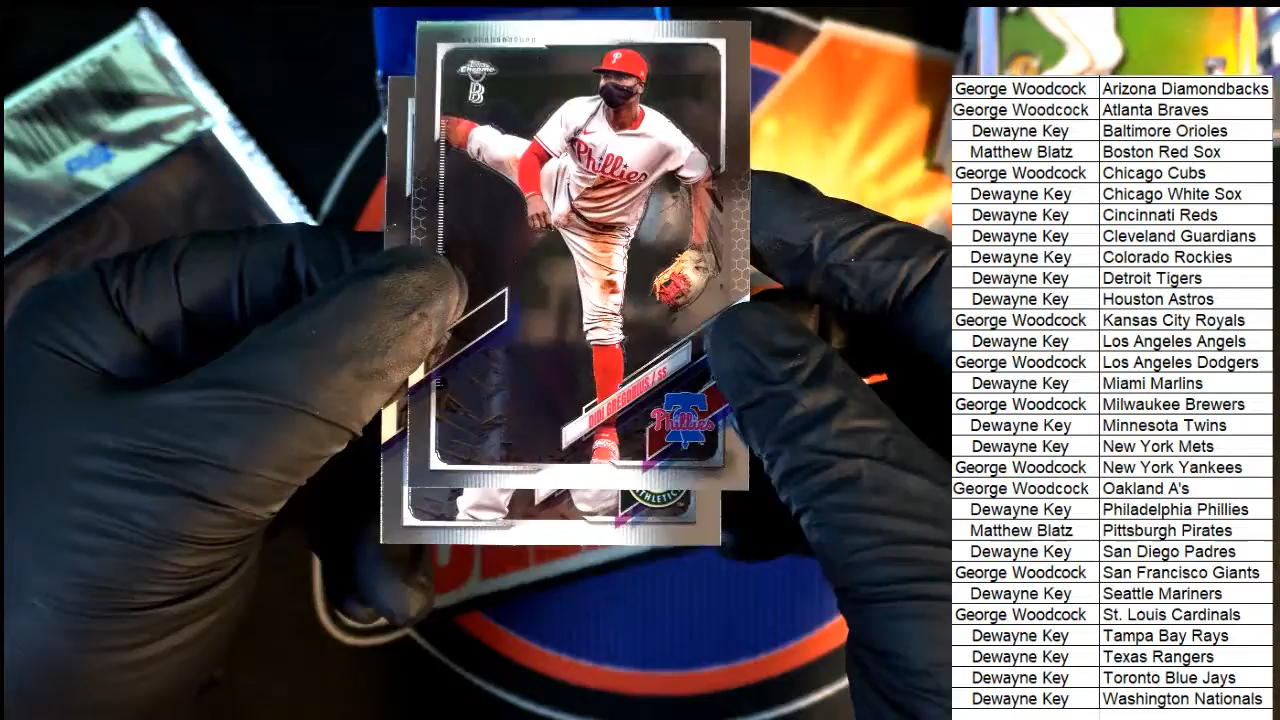 Topps
Chrome
B
P
Phillies
DIDI GREGORIUS / SS
Phillies
ATHLETIC
George Woodcock Arizona Diamondbacks
George Woodcock Atlanta Braves
Dewayne Key Baltimore Orioles
Matthew Blatz Boston Red Sox
George Woodcock Chicago Cubs
Dewayne Key Chicago White Sox
Dewayne Key Cincinnati Reds
Dewayne Key Cleveland Guardians
Dewayne Key Colorado Rockies
Dewayne Key Detroit Tigers
Dewayne Key Houston Astros
George Woodcock Kansas City Royals
Dewayne Key Los Angeles Angels
George Woodcock Los Angeles Dodgers
Dewayne Key Miami Marlins
George Woodcock Milwaukee Brewers
Dewayne Key Minnesota Twins
Dewayne Key New York Mets
George Woodcock New York Yankees
George Woodcock Oakland A's
Dewayne Key Philadelphia Phillies
Matthew Blatz Pittsburgh Pirates
Dewayne Key San Diego Padres
George Woodcock San Francisco Giants
Dewayne Key Seattle Mariners
George Woodcock St. Louis Cardinals
Dewayne Key Tampa Bay Rays
Dewayne Key Texas Rangers
Dewayne Key Toronto Blue Jays
Dewayne Key Washington Nationals